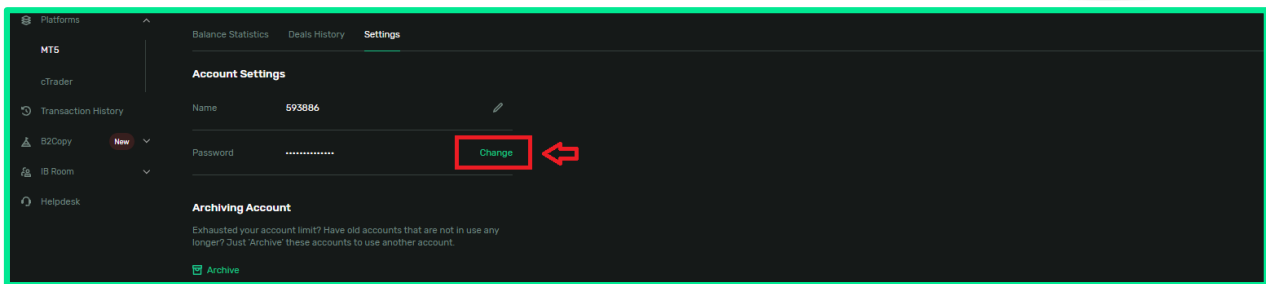 Platforms
MT5
cTrader
Transaction History
B2Copy New
IB Room
Helpdesk
Balance Statistics Deals History Settings
Account Settings
Name 593886
Password •••••••••••••• Change
Archiving Account
Exhausted your account limit? Have old accounts that are not in use any
longer? Just 'Archive' these accounts to use another account.
Archive